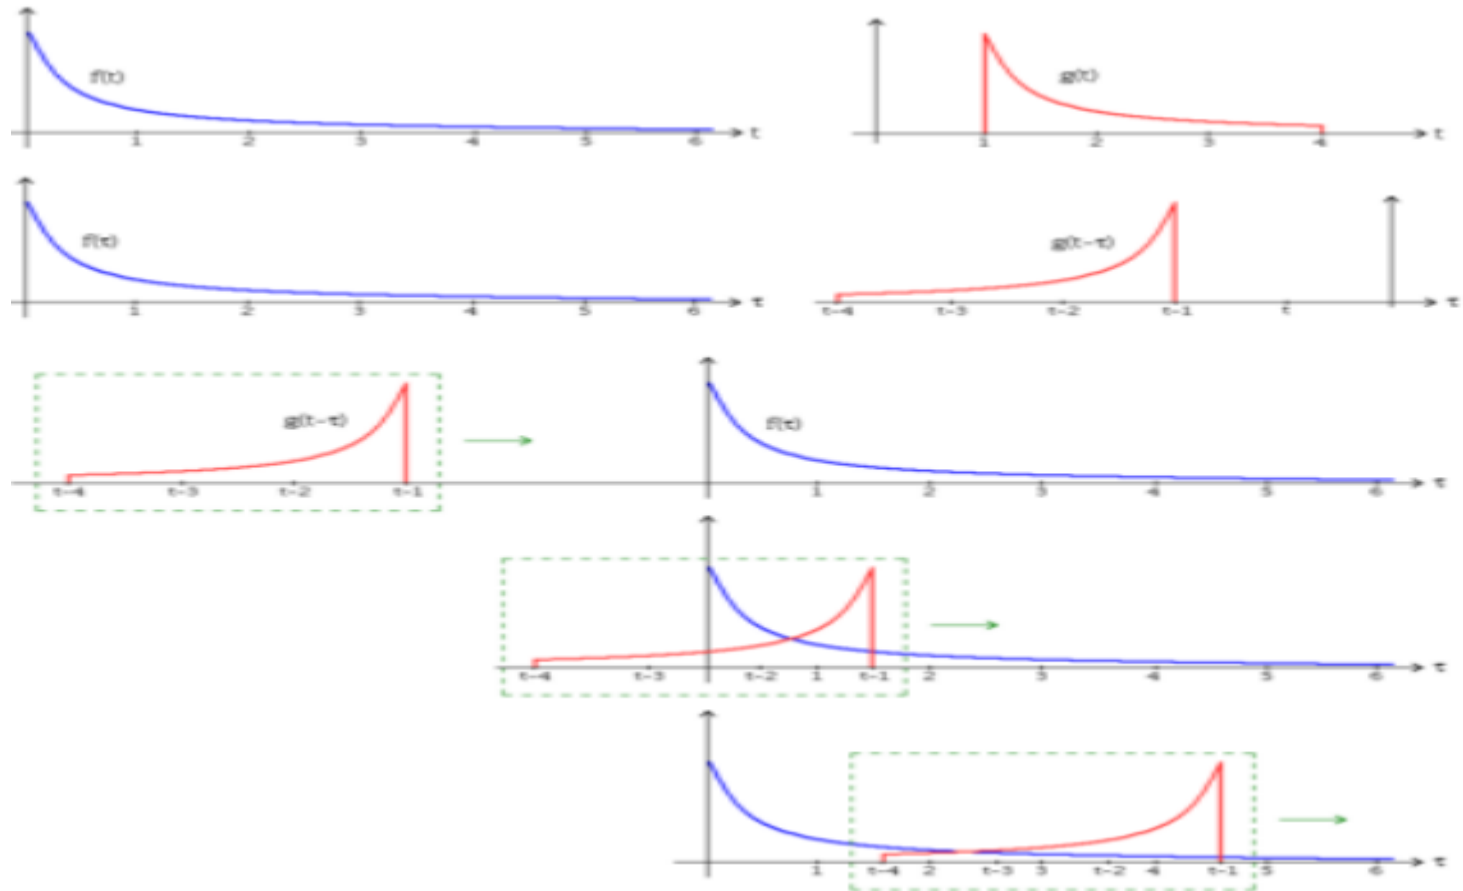 f(t)
1 2 3 4 5 6 t
g(t)
1 2 3 4 t
f(τ)
1 2 3 4 5 6 τ
g(t-τ)
t-4 t-3 t-2 t-1 t τ
g(t-τ)
t-4 t-3 t-2 t-1
f(τ)
1 2 3 4 5 6 τ
t-4 t-3 t-2 1 t-1 2 3 4 5 6 τ
1 t-4 2 t-3 3 t-2 4 t-1 5 6 τ